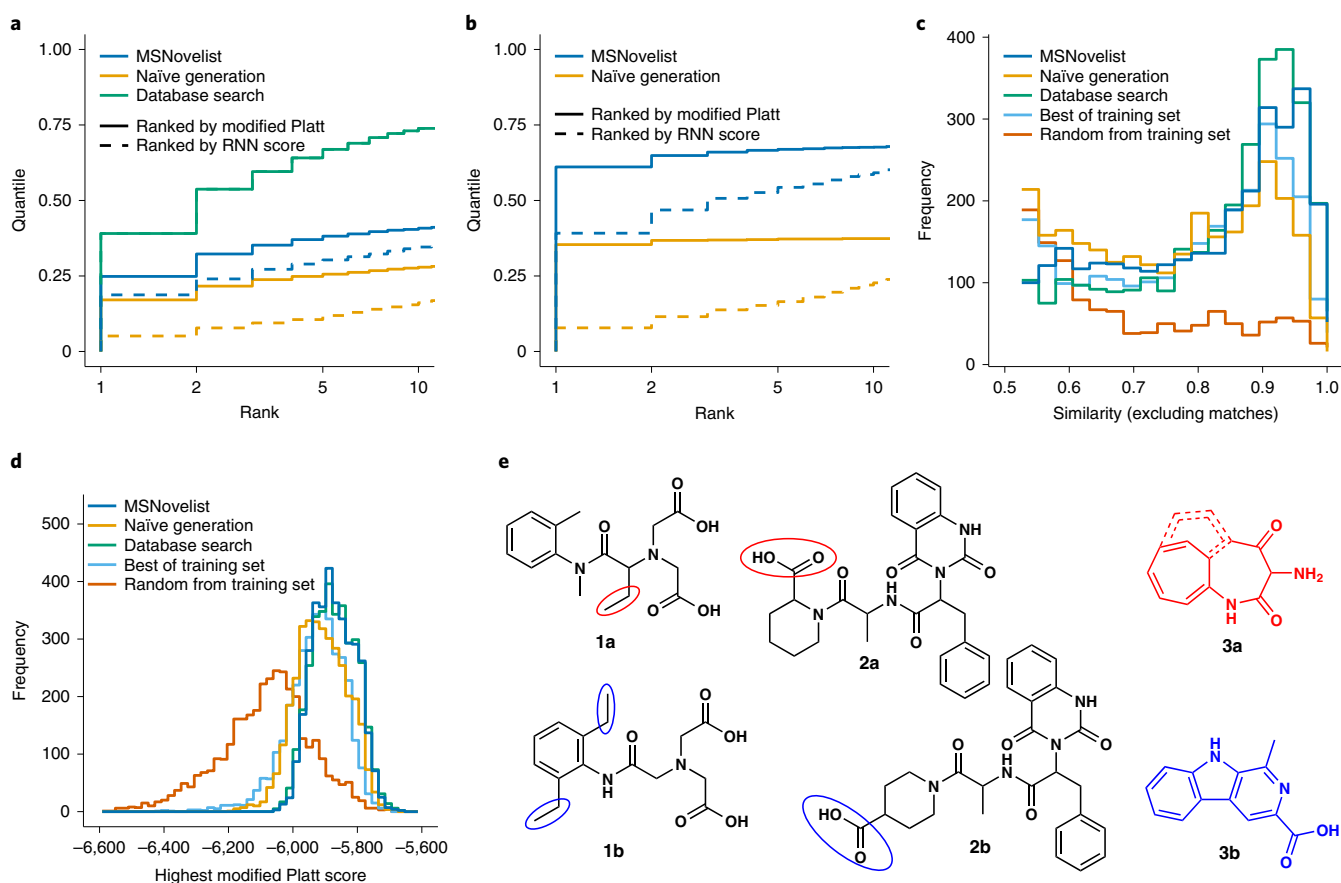 a
1.00
0.75
0.50
0.25
0
Quantile
MSNovelist
Naïve generation
Database search
Ranked by modified Platt
Ranked by RNN score
1
2
5
10
Rank
b
1.00
0.75
0.50
0.25
0
Quantile
MSNovelist
Naïve generation
Ranked by modified Platt
Ranked by RNN score
1
2
5
10
Rank
c
400
300
200
100
0
Frequency
MSNovelist
Naïve generation
Database search
Best of training set
Random from training set
0.5
0.6
0.7
0.8
0.9
1.0
Similarity (excluding matches)
d
500
400
300
200
100
0
Frequency
MSNovelist
Naïve generation
Database search
Best of training set
Random from training set
−6,600
−6,400
−6,200
−6,000
−5,800
−5,600
Highest modified Platt score
e
O
OH
O
N
N
O
OH
1a
HO
O
O
N
H
N
O
O
N
O
NH
2a
O
O
NH2
N
H
3a
O
OH
O
N
H
N
O
OH
1b
HO
O
N
O
H
N
O
O
N
O
NH
2b
H
N
N
O
OH
3b